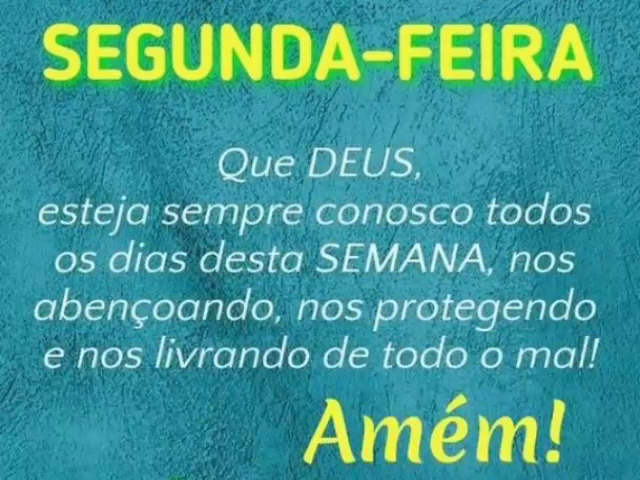 SEGUNDA-FEIRA
Que DEUS,
esteja sempre conosco todos
os dias desta SEMANA, nos
abençoando, nos protegendo
e nos livrando de todo o mal!
Amém!